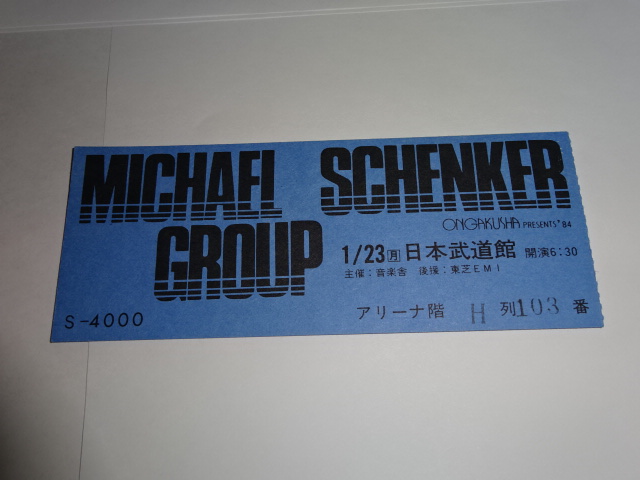 MICHAEL SCHENKER
GROUP
ONGAKUSHA PRESENTS '84
1/23(月)日本武道館 開演6:30
主催:音楽舎 後援:東芝EMI
S-4000 アリーナ階 H 列103番